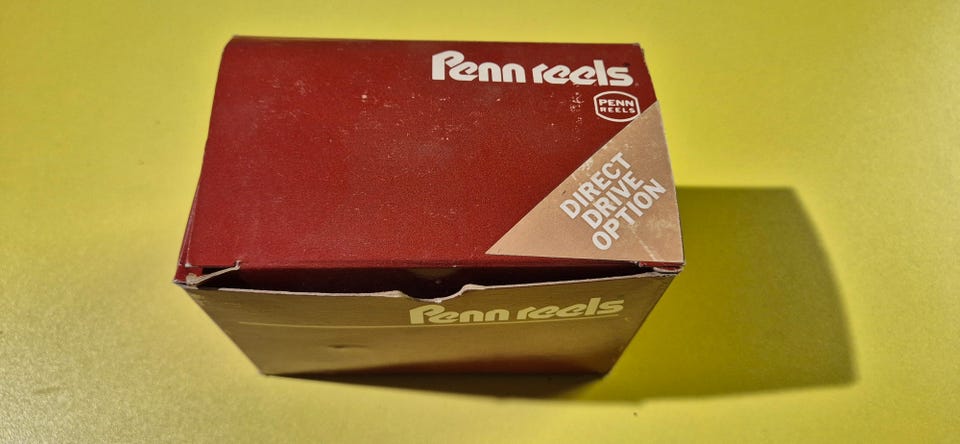 Penn reels
PENN
REELS
DIRECT
DRIVE
OPTION
Penn reels